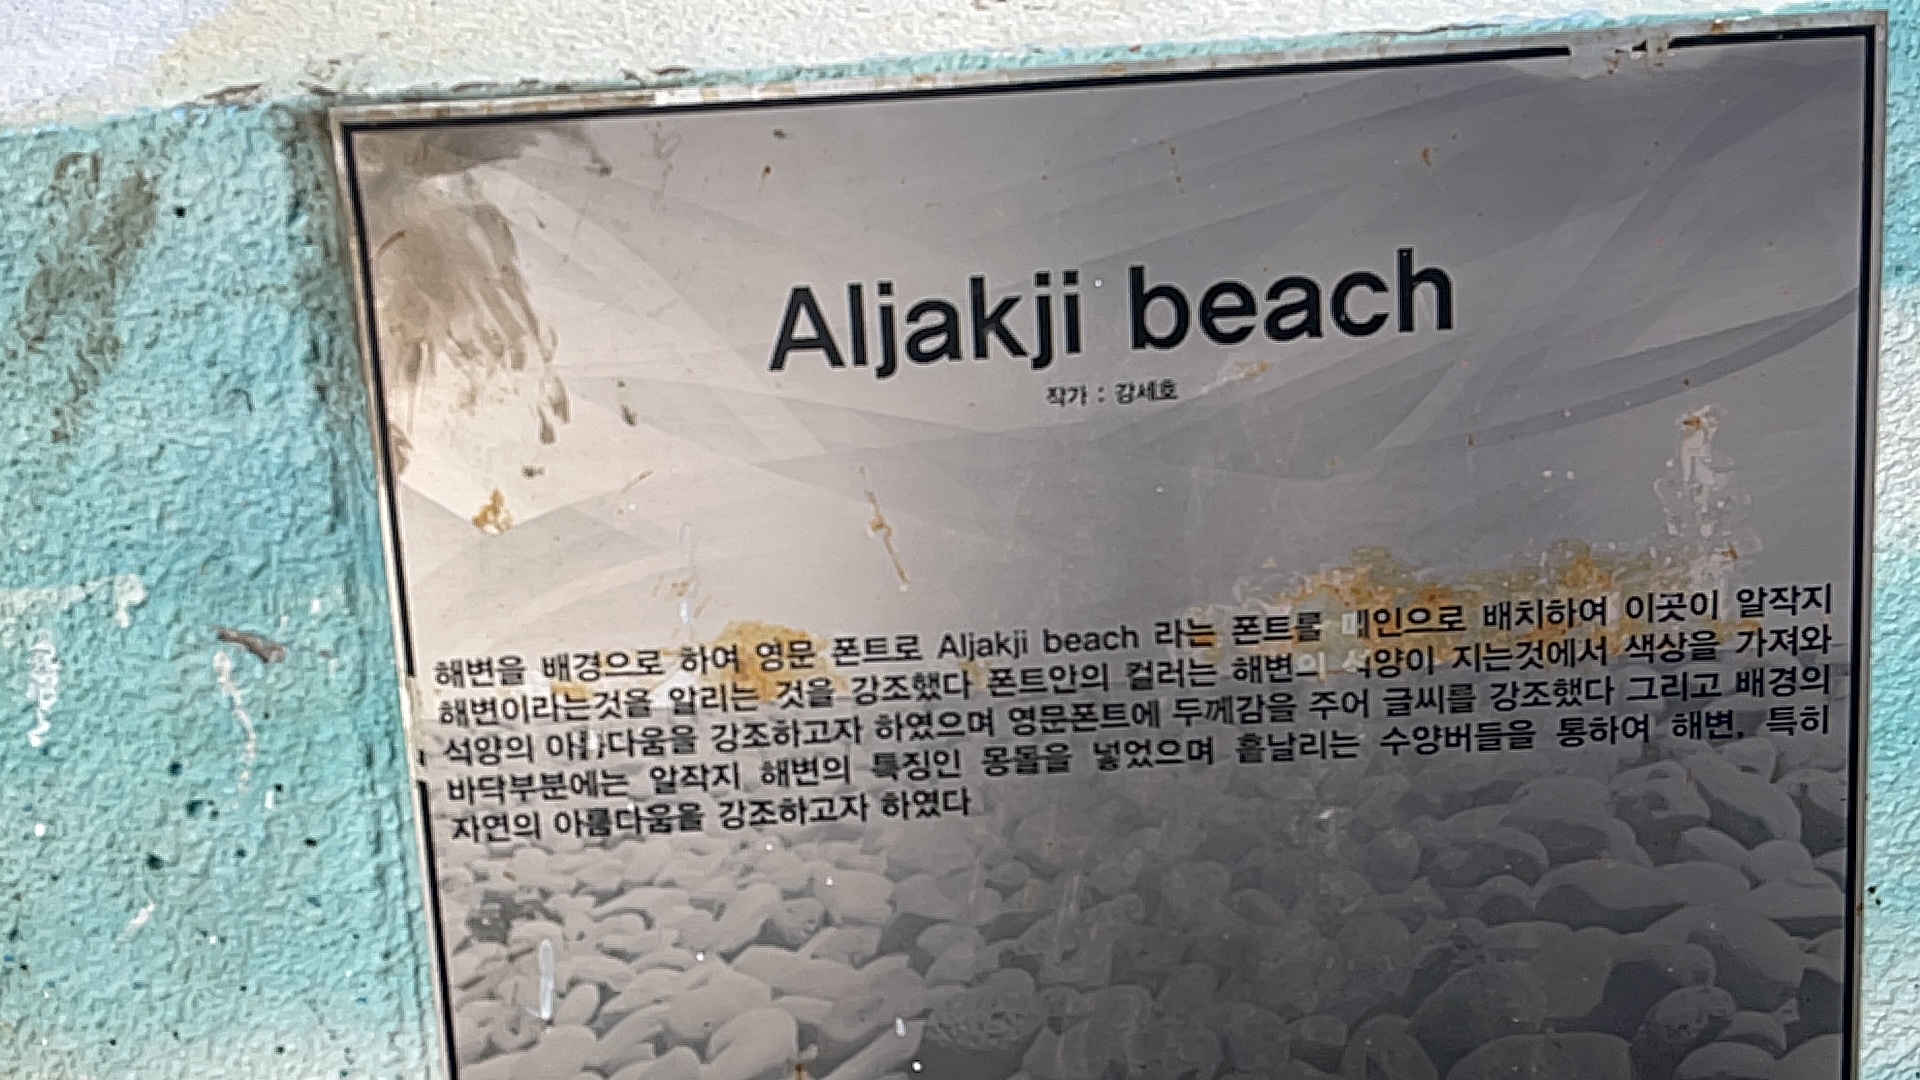 Aljakji beach
작가 : 강세호
해변을 배경으로 하여 영문 폰트로 Aljakji beach 라는 폰트를 메인으로 배치하여 이곳이 알작지
해변이라는것을 알리는 것을 강조했다 폰트안의 컬러는 해변의 석양이 지는것에서 색상을 가져와
석양의 아름다움을 강조하고자 하였으며 영문폰트에 두께감을 주어 글씨를 강조했다 그리고 배경의
바닥부분에는 알작지 해변의 특징인 몽돌을 넣었으며 흩날리는 수양버들을 통하여 해변, 특히
자연의 아름다움을 강조하고자 하였다